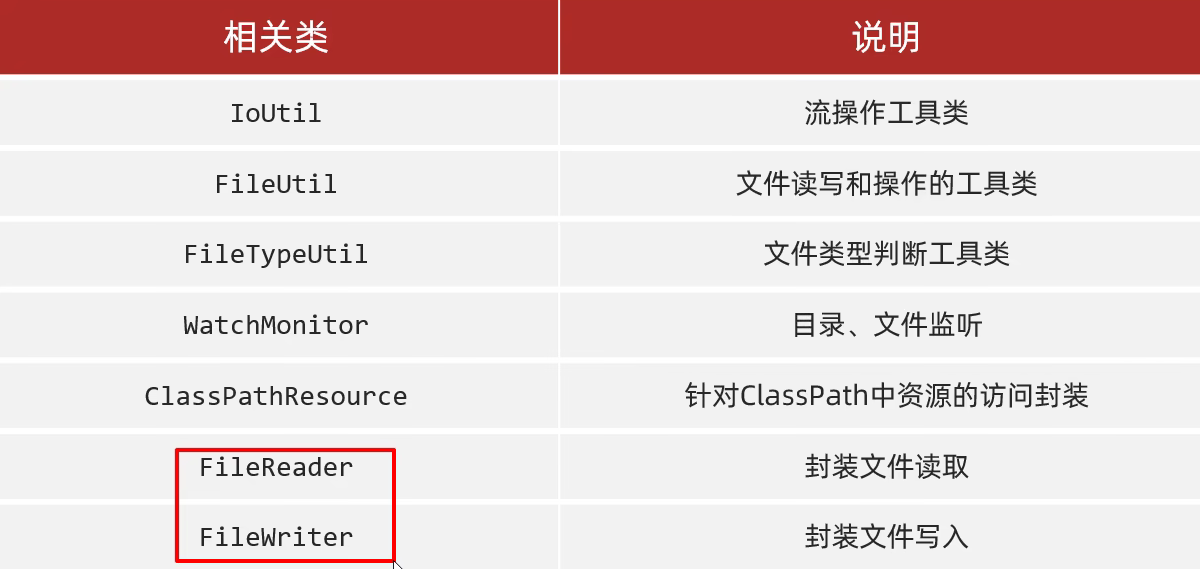 相关类 说明
IoUtil 流操作工具类
FileUtil 文件读写和操作的工具类
FileTypeUtil 文件类型判断工具类
WatchMonitor 目录、文件监听
ClassPathResource 针对ClassPath中资源的访问封装
FileReader 封装文件读取
FileWriter 封装文件写入